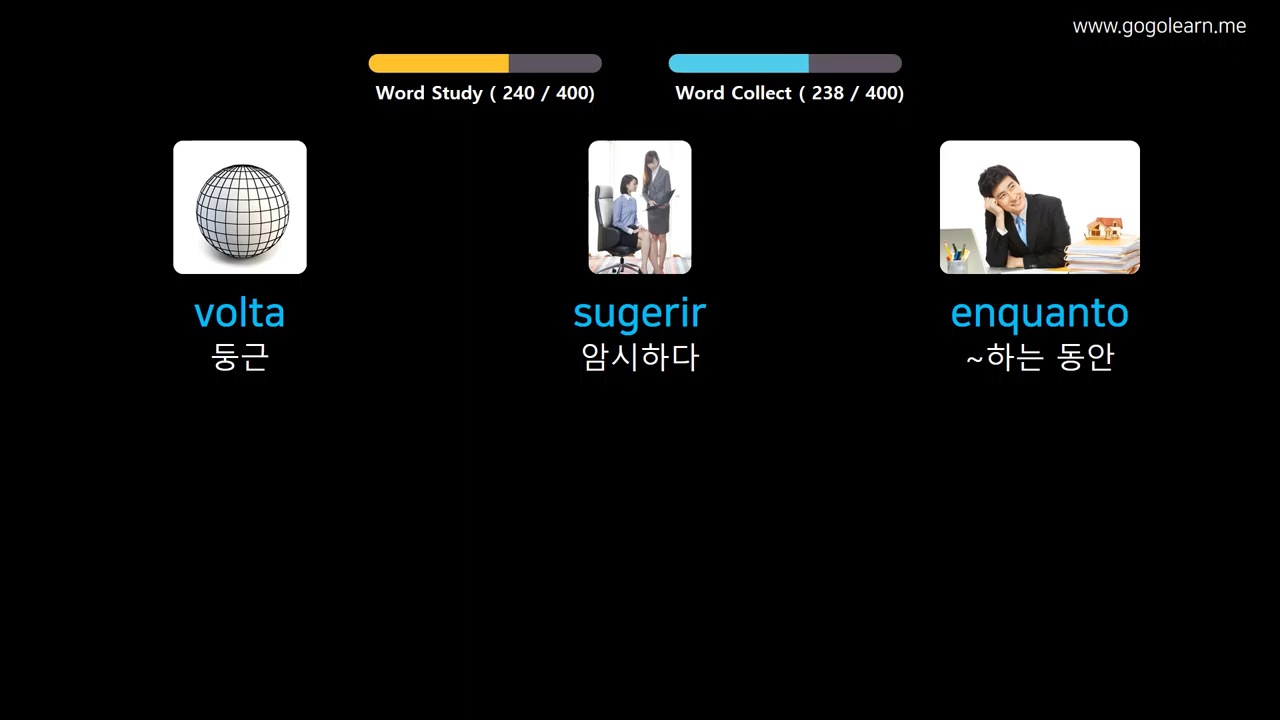 www.gogolearn.me
Word Study ( 240 / 400)
Word Collect ( 238 / 400)
volta
sugerir
enquanto
둥근
암시하다
~하는 동안